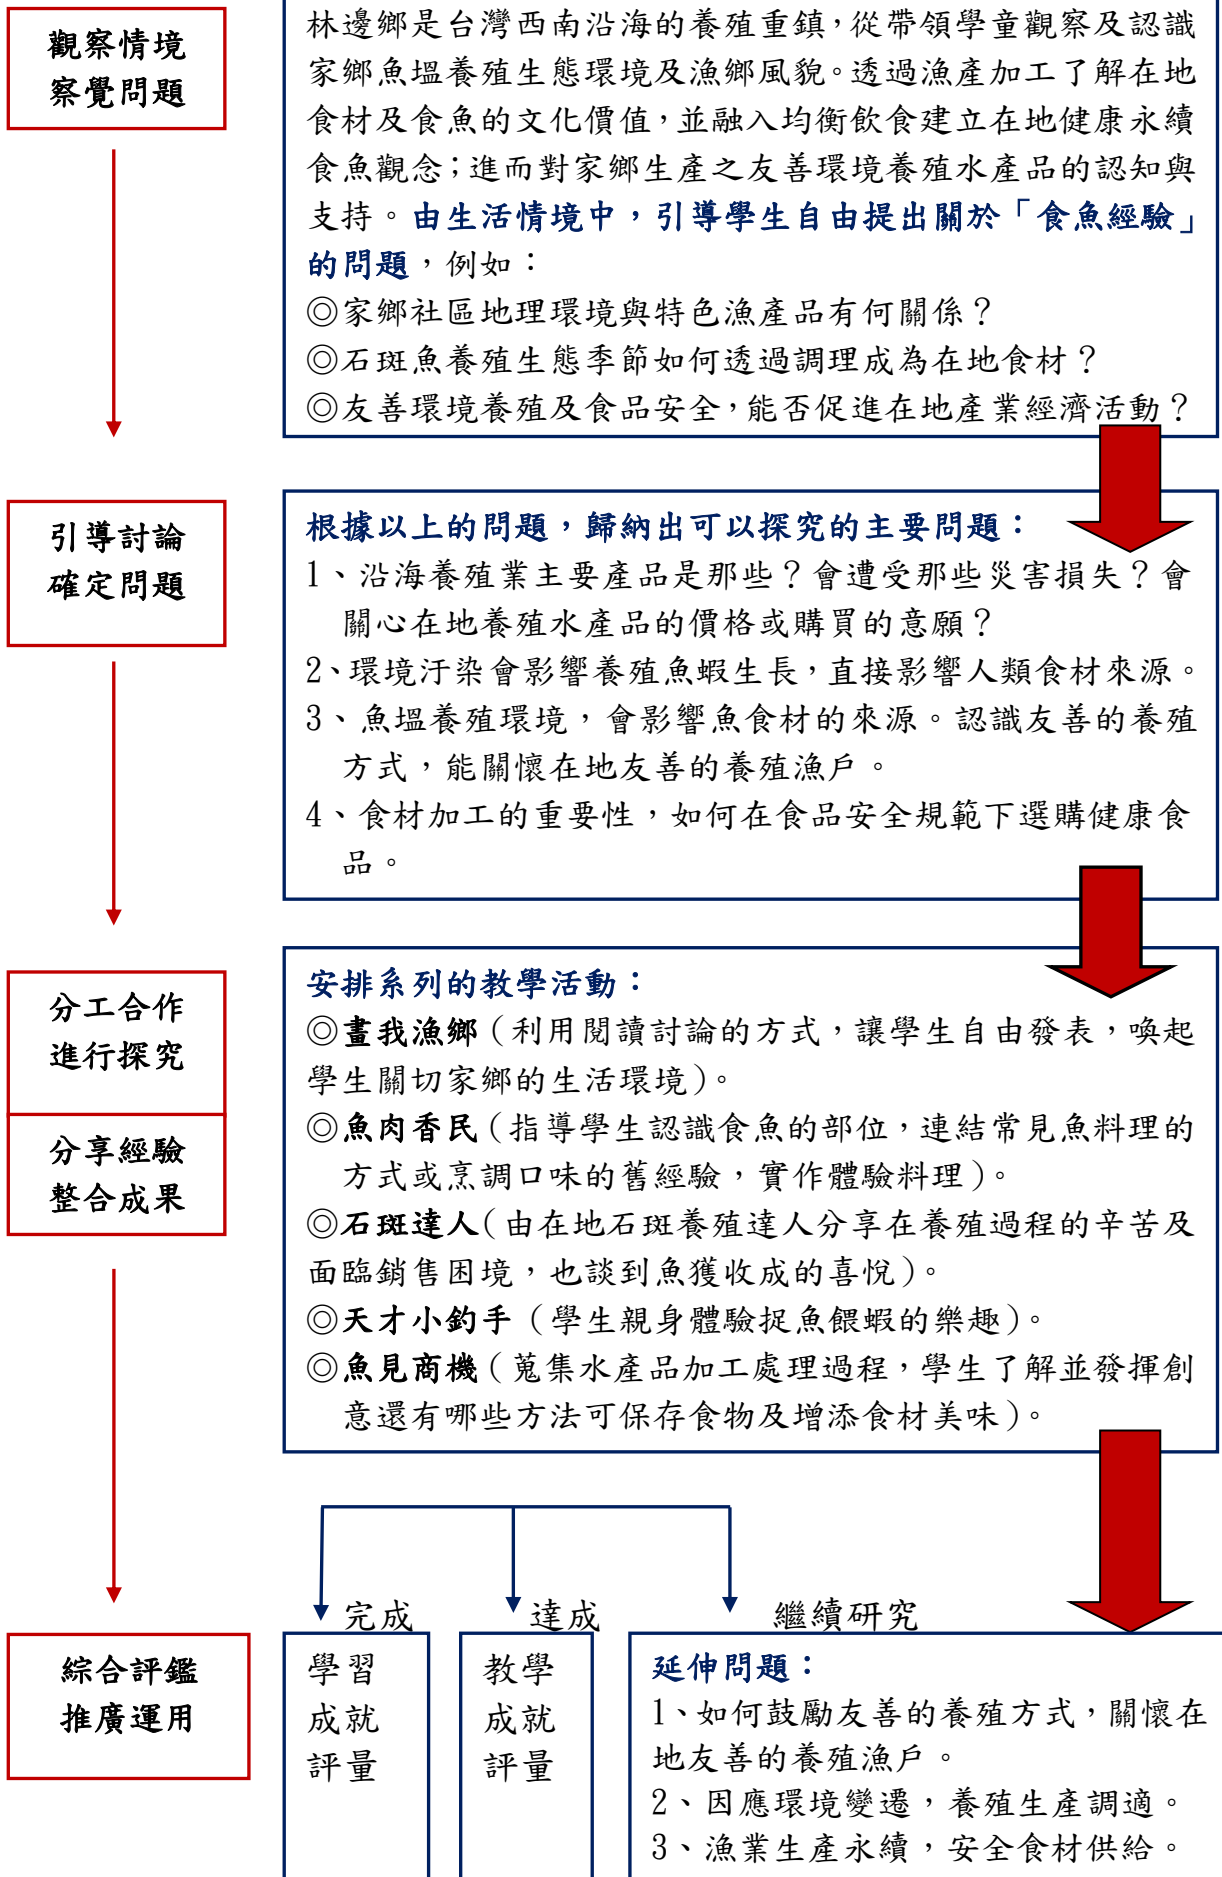 觀察情境
察覺問題
林邊鄉是台灣西南沿海的養殖重鎮，從帶領學童觀察及認識
家鄉魚塭養殖生態環境及漁鄉風貌。透過漁產加工了解在地
食材及食魚的文化價值，並融入均衡飲食建立在地健康永續
食魚觀念；進而對家鄉生產之友善環境養殖水產品的認知與
支持。由生活情境中，引導學生自由提出關於「食魚經驗」
的問題，例如：
◎家鄉社區地理環境與特色漁產品有何關係？
◎石斑魚養殖生態季節如何透過調理成為在地食材？
◎友善環境養殖及食品安全，能否促進在地產業經濟活動？
引導討論
確定問題
根據以上的問題，歸納出可以探究的主要問題：
1、沿海養殖業主要產品是那些？會遭受那些災害損失？會
關心在地養殖水產品的價格或購買的意願？
2、環境汙染會影響養殖魚蝦生長，直接影響人類食材來源。
3、魚塭養殖環境，會影響魚食材的來源。認識友善的養殖
方式，能關懷在地友善的養殖漁戶。
4、食材加工的重要性，如何在食品安全規範下選購健康食
品。
分工合作
進行探究
分享經驗
整合成果
安排系列的教學活動：
◎畫我漁鄉（利用閱讀討論的方式，讓學生自由發表，喚起
學生關切家鄉的生活環境）。
◎魚肉香民（指導學生認識食魚的部位，連結常見魚料理的
方式或烹調口味的舊經驗，實作體驗料理）。
◎石斑達人（由在地石斑養殖達人分享在養殖過程的辛苦及
面臨銷售困境，也談到魚獲收成的喜悅）。
◎天才小釣手（學生親身體驗捉魚餵蝦的樂趣）。
◎魚見商機（蒐集水產品加工處理過程，學生了解並發揮創
意還有哪些方法可保存食物及增添食材美味）。
完成
達成
繼續研究
綜合評鑑
推廣運用
學習
成就
評量
教學
成就
評量
延伸問題：
1、如何鼓勵友善的養殖方式，關懷在
地友善的養殖漁戶。
2、因應環境變遷，養殖生產調適。
3、漁業生產永續，安全食材供給。